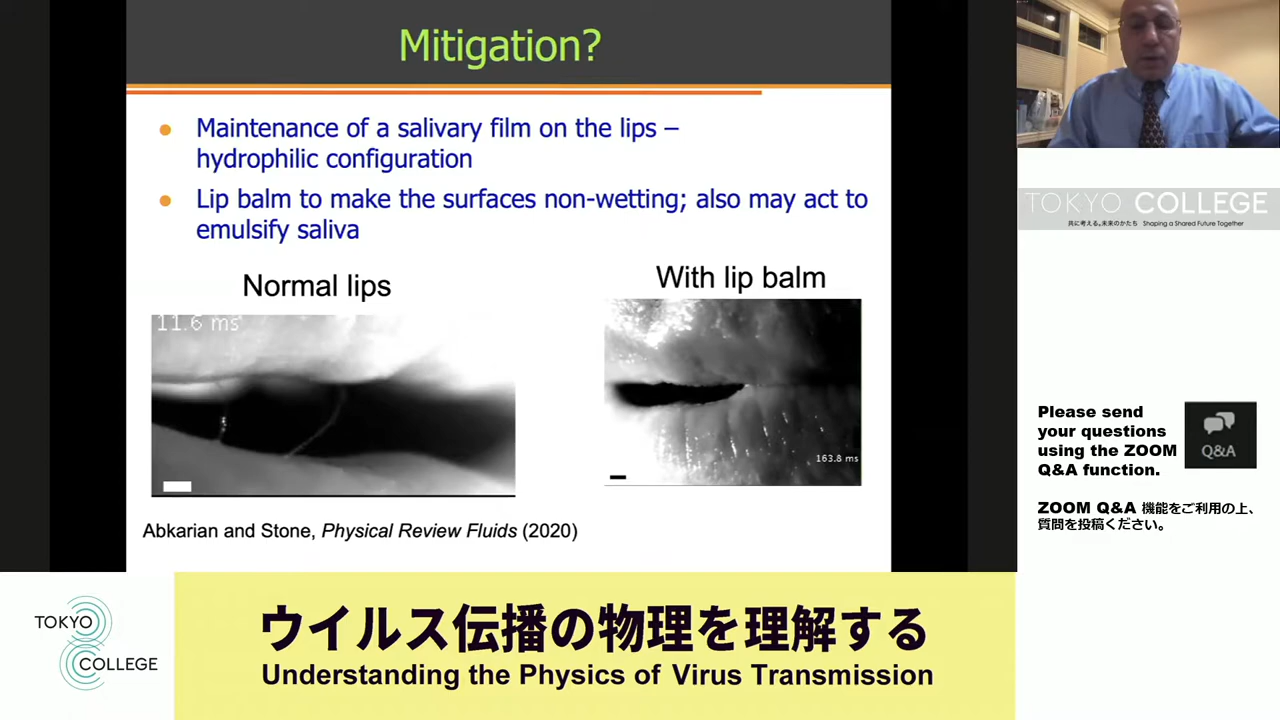 Mitigation?
Maintenance of a salivary film on the lips –
hydrophilic configuration
Lip balm to make the surfaces non-wetting; also may act to
emulsify saliva
Normal lips
With lip balm
11.6 ms
163.8 ms
Abkarian and Stone, Physical Review Fluids (2020)
TOKYO COLLEGE
共に考える、未来のかたち Shaping a Shared Future Together
Please send
your questions
using the ZOOM
Q&A function.
Q&A
ZOOM Q&A 機能をご利用の上、
質問を投稿ください。
TOKYO
COLLEGE
ウイルス伝播の物理を理解する
Understanding the Physics of Virus Transmission